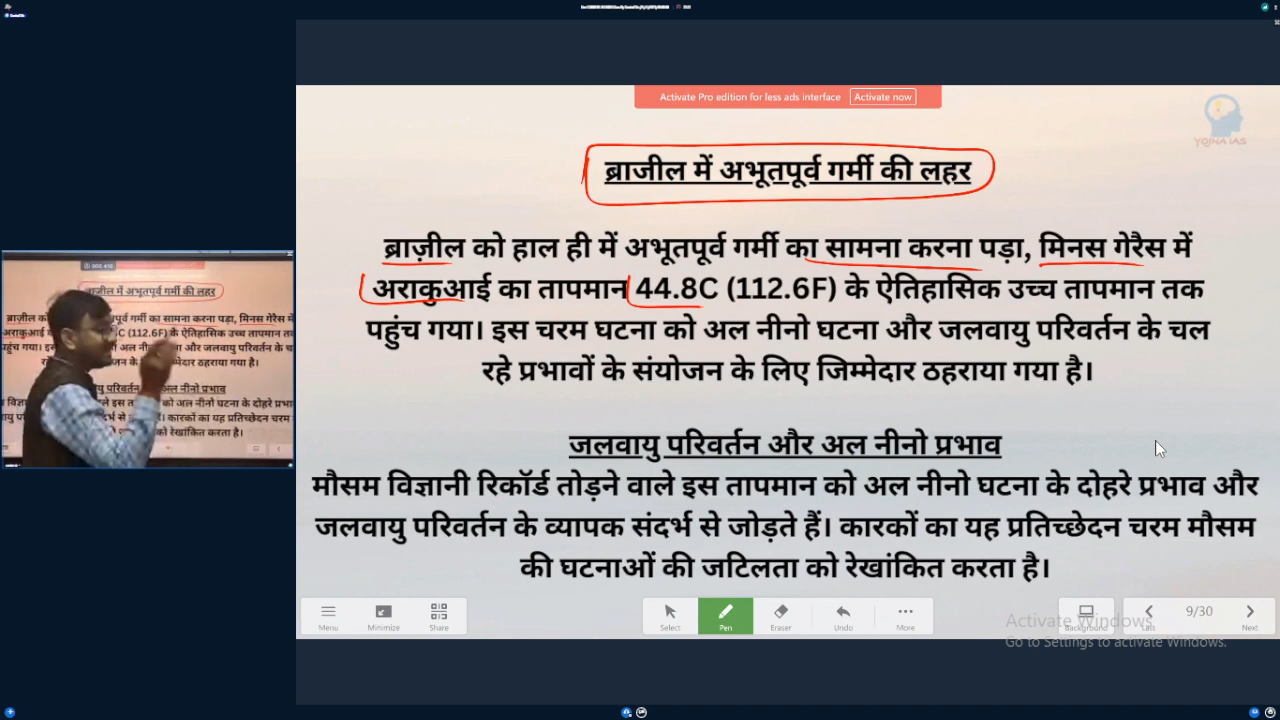 Activate Pro edition for less ads interface Activate now
YOJNA IAS
ब्राजील में अभूतपूर्व गर्मी की लहर
ब्राज़ील को हाल ही में अभूतपूर्व गर्मी का सामना करना पड़ा, मिनस गेरैस में
अराकुआई का तापमान 44.8C (112.6F) के ऐतिहासिक उच्च तापमान तक
पहुंच गया। इस चरम घटना को अल नीनो घटना और जलवायु परिवर्तन के चल
रहे प्रभावों के संयोजन के लिए जिम्मेदार ठहराया गया है।
जलवायु परिवर्तन और अल नीनो प्रभाव
मौसम विज्ञानी रिकॉर्ड तोड़ने वाले इस तापमान को अल नीनो घटना के दोहरे प्रभाव और
जलवायु परिवर्तन के व्यापक संदर्भ से जोड़ते हैं। कारकों का यह प्रतिच्छेदन चरम मौसम
की घटनाओं की जटिलता को रेखांकित करता है।
Menu Minimize Share Select Pen Eraser Undo More Background Last 9/30 Next
Activate Windows
Go to Settings to activate Windows.